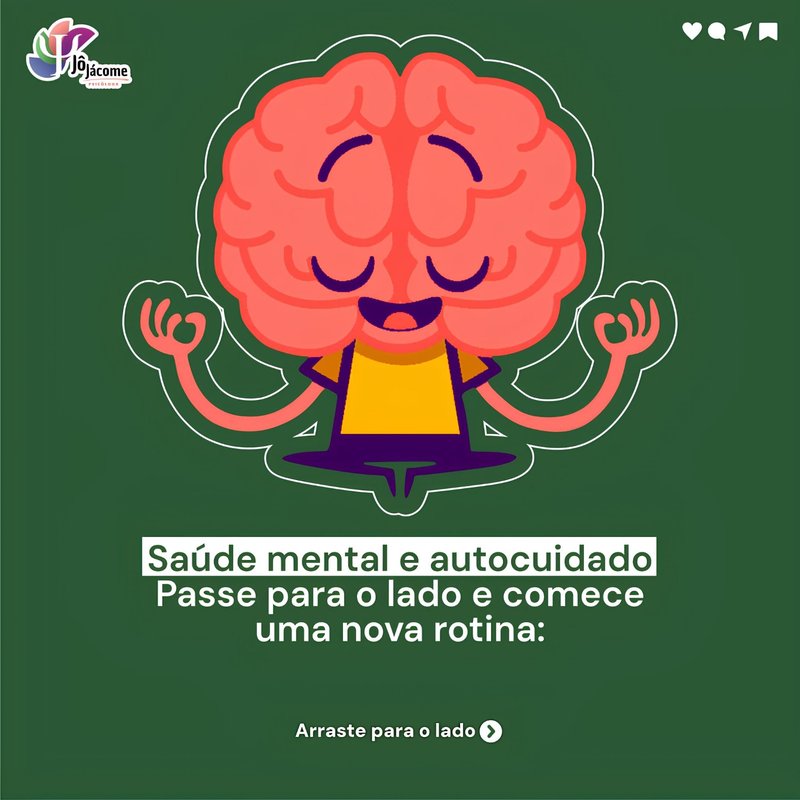 Jô Jácome
PSICÓLOGA
Saúde mental e autocuidado
Passe para o lado e comece
uma nova rotina:
Arraste para o lado